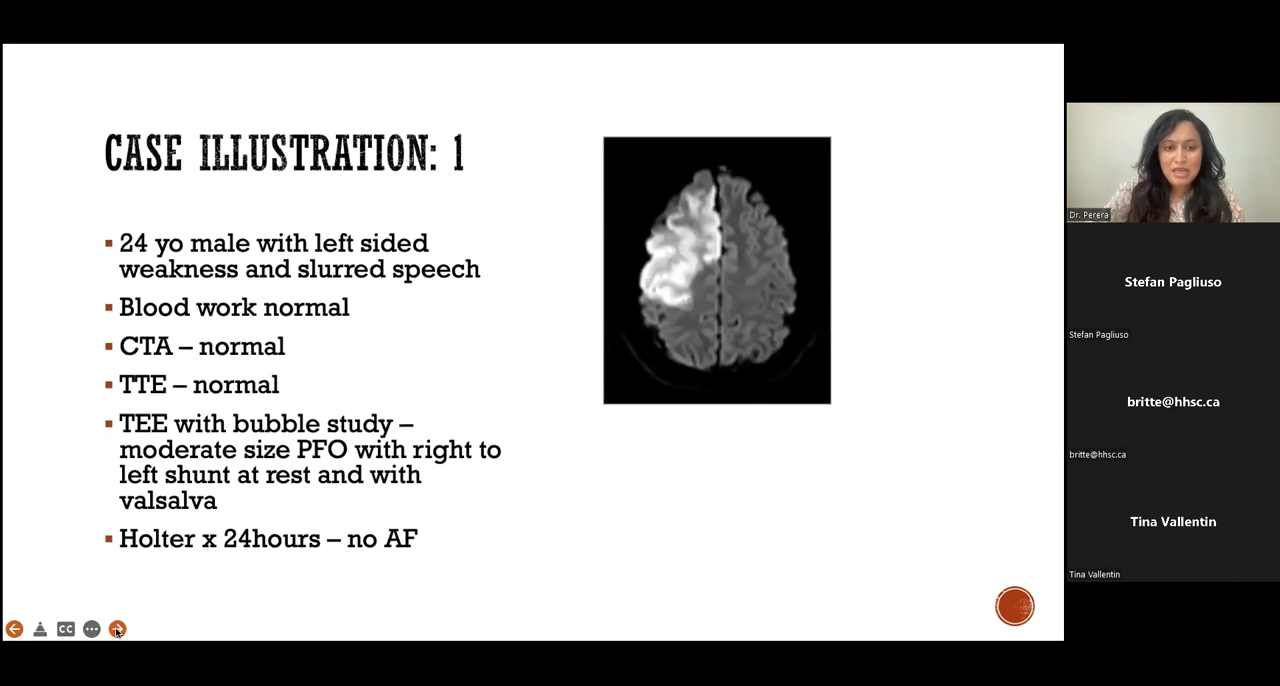 CASE ILLUSTRATION: 1
24 yo male with left sided
weakness and slurred speech
Blood work normal
CTA – normal
TTE – normal
TEE with bubble study –
moderate size PFO with right to
left shunt at rest and with
valsalva
Holter x 24hours – no AF
CC
Dr. Perera
Stefan Pagliuso
Stefan Pagliuso
britte@hhsc.ca
britte@hhsc.ca
Tina Vallentin
Tina Vallentin